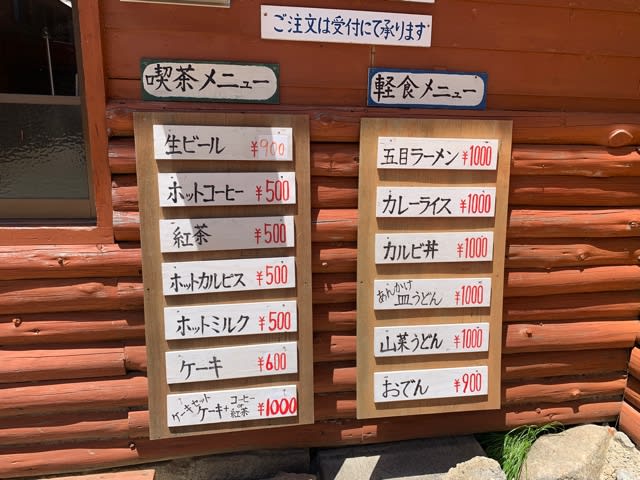 ご注文は受付にて承ります
喫茶メニュー
生ビール ¥900
ホットコーヒー ¥500
紅茶 ¥500
ホットカルピス ¥500
ホットミルク ¥500
ケーキ ¥600
ケーキセット ケーキ+コーヒーor紅茶 ¥1000
軽食メニュー
五目ラーメン ¥1000
カレーライス ¥1000
カルビ丼 ¥1000
あんかけ
皿うどん ¥1000
山菜うどん ¥1000
おでん ¥900